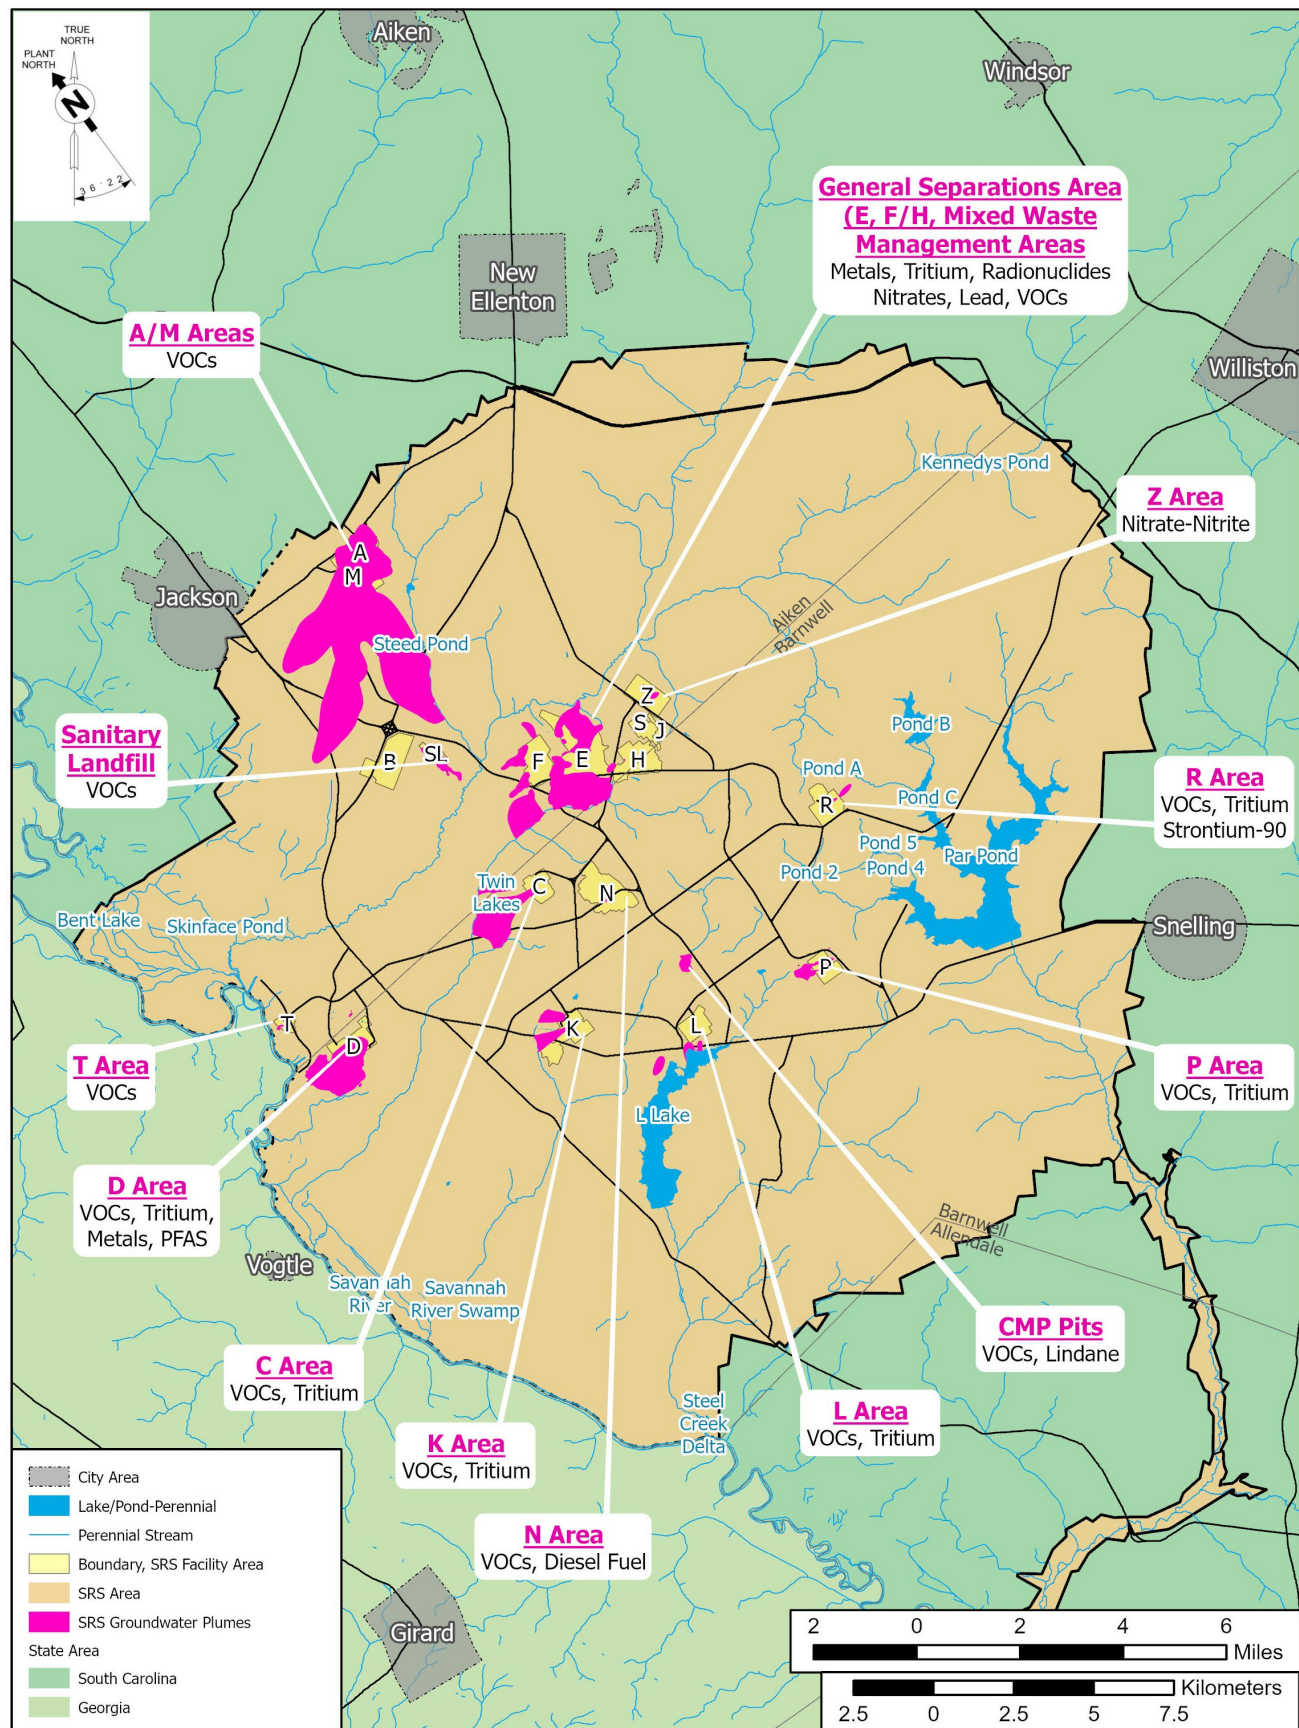 TRUE
NORTH
PLANT
NORTH
N
36°22'
Aiken
Windsor
General Separations Area
(E, F/H, Mixed Waste
Management Areas
Metals, Tritium, Radionuclides
Nitrates, Lead, VOCs
New
Ellenton
A/M Areas
VOCs
Williston
Kennedys Pond
Z Area
Nitrate-Nitrite
A
M
Jackson
Steed Pond
Aiken
Barnwell
Z
S
J
Pond B
Sanitary
Landfill
VOCs
B
SL
F
E
H
Pond A
R Area
VOCs, Tritium
Strontium-90
R
Pond C
Pond 5
Par Pond
Pond 2
Pond 4
Twin
Lakes
C
N
Bent Lake
Skinface Pond
Snelling
P
T
D
K
L
T Area
VOCs
P Area
VOCs, Tritium
L Lake
D Area
VOCs, Tritium,
Metals, PFAS
Barnwell
Allendale
Vogtle
Savannah
River
Savannah
River Swamp
CMP Pits
VOCs, Lindane
C Area
VOCs, Tritium
Steel
Creek
Delta
L Area
VOCs, Tritium
K Area
VOCs, Tritium
N Area
VOCs, Diesel Fuel
Girard
City Area
Lake/Pond-Perennial
Perennial Stream
Boundary, SRS Facility Area
SRS Area
SRS Groundwater Plumes
State Area
South Carolina
Georgia
2 0 2 4 6
Miles
Kilometers
2.5 0 2.5 5 7.5